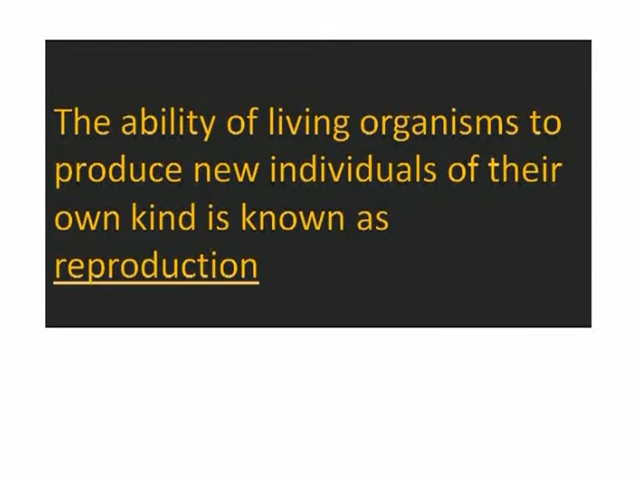 The ability of living organisms to
produce new individuals of their
own kind is known as
reproduction